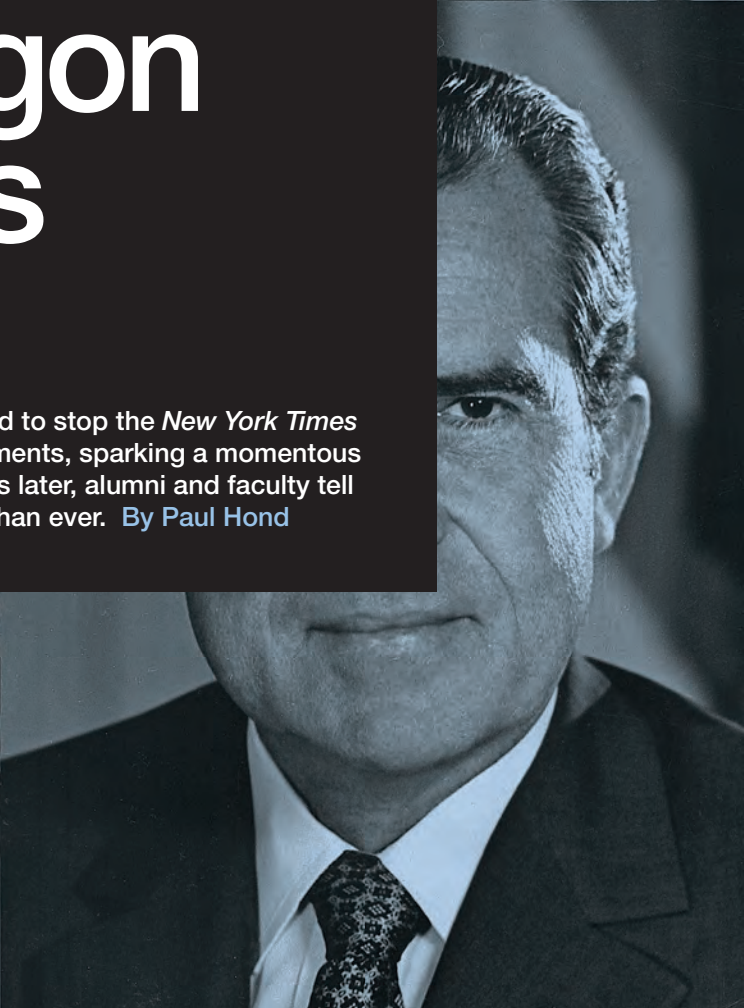 gon
s
d to stop the New York Times
ments, sparking a momentous
s later, alumni and faculty tell
han ever. By Paul Hond